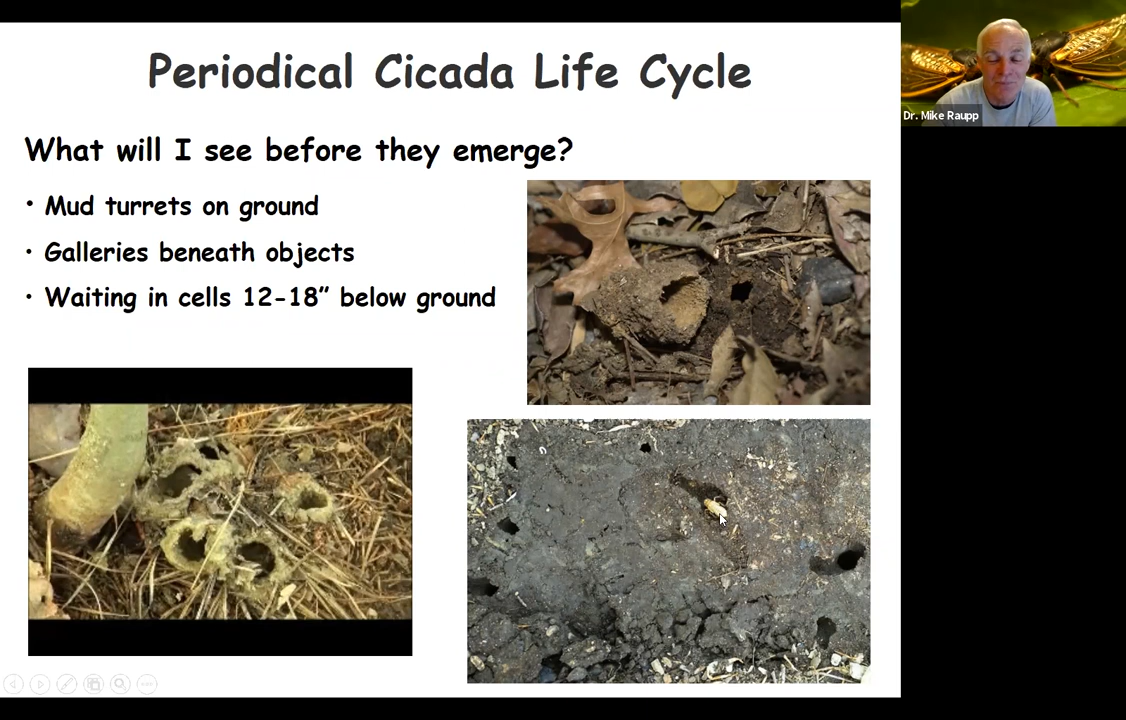 Periodical Cicada Life Cycle
What will I see before they emerge?
• Mud turrets on ground
• Galleries beneath objects
• Waiting in cells 12-18” below ground
Dr. Mike Raupp